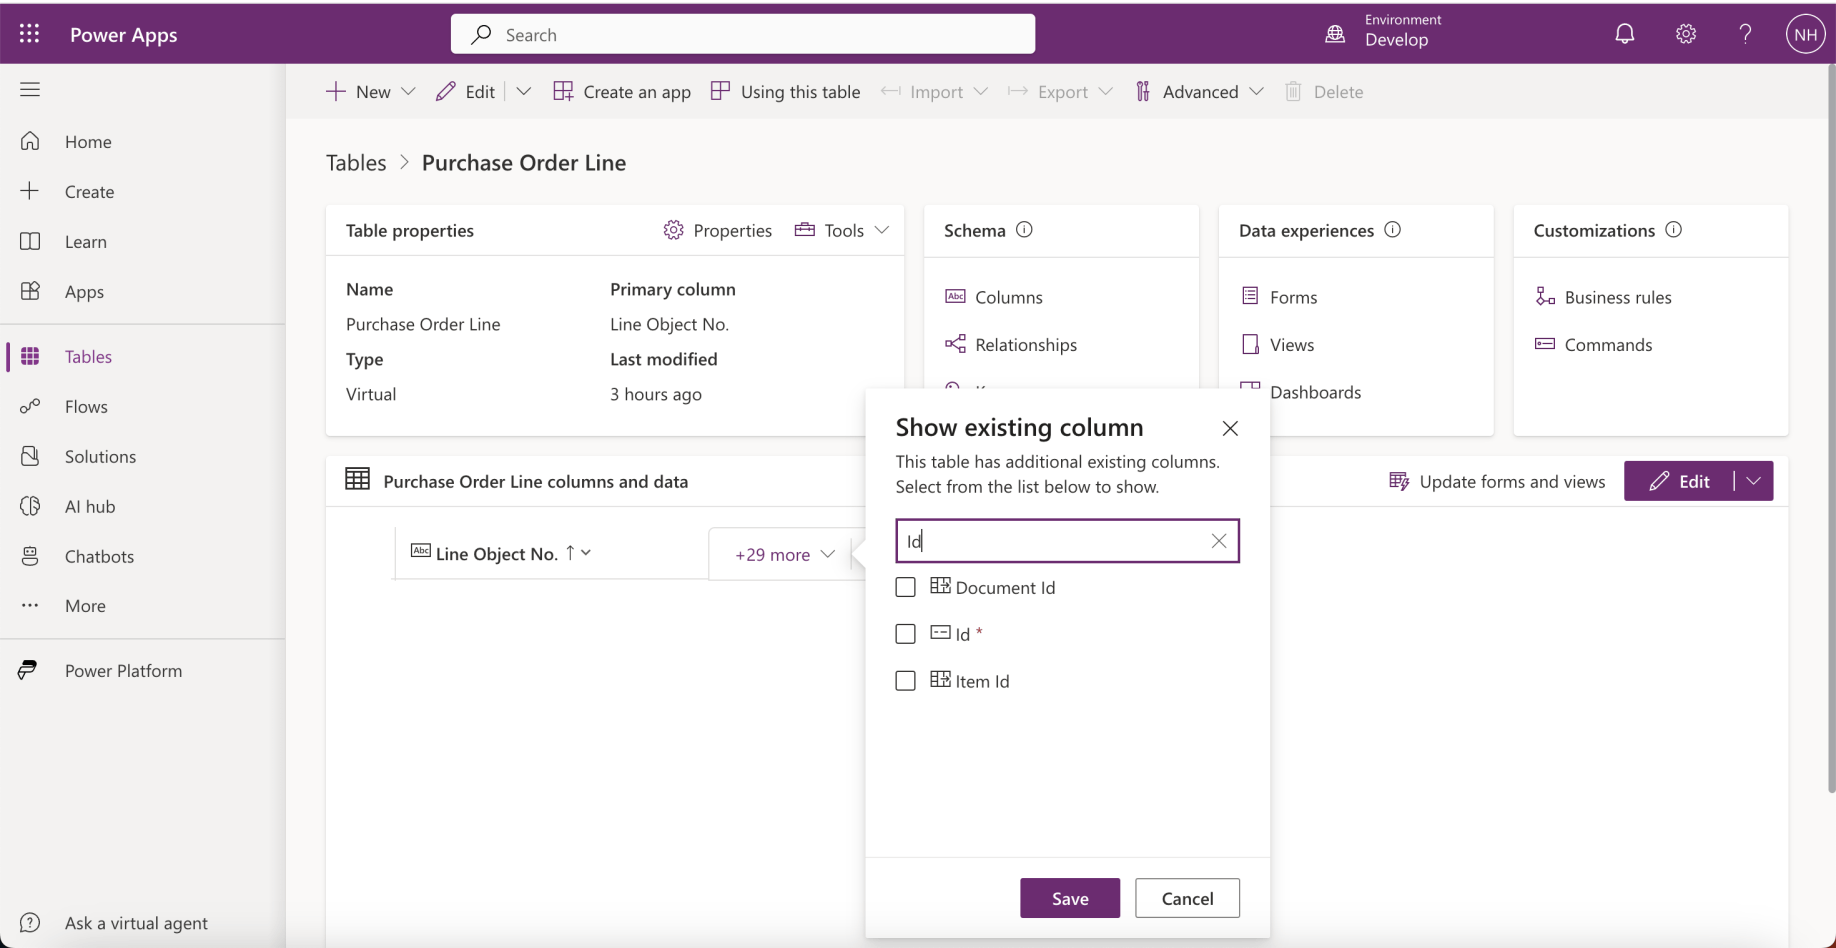 Power Apps
Search
Environment
Develop
NH
New
Edit
Create an app
Using this table
Import
Export
Advanced
Delete
Home
Create
Learn
Apps
Tables
Flows
Solutions
AI hub
Chatbots
More
Power Platform
Ask a virtual agent
Tables > Purchase Order Line
Table properties
Properties
Tools
Name
Primary column
Purchase Order Line
Line Object No.
Type
Last modified
Virtual
3 hours ago
Schema
Abc Columns
Relationships
Data experiences
Forms
Views
Dashboards
Customizations
Business rules
Commands
Purchase Order Line columns and data
Update forms and views
Edit
Abc Line Object No. ↑
+29 more
Show existing column
This table has additional existing columns.
Select from the list below to show.
Id
Document Id
Id *
Item Id
Save
Cancel